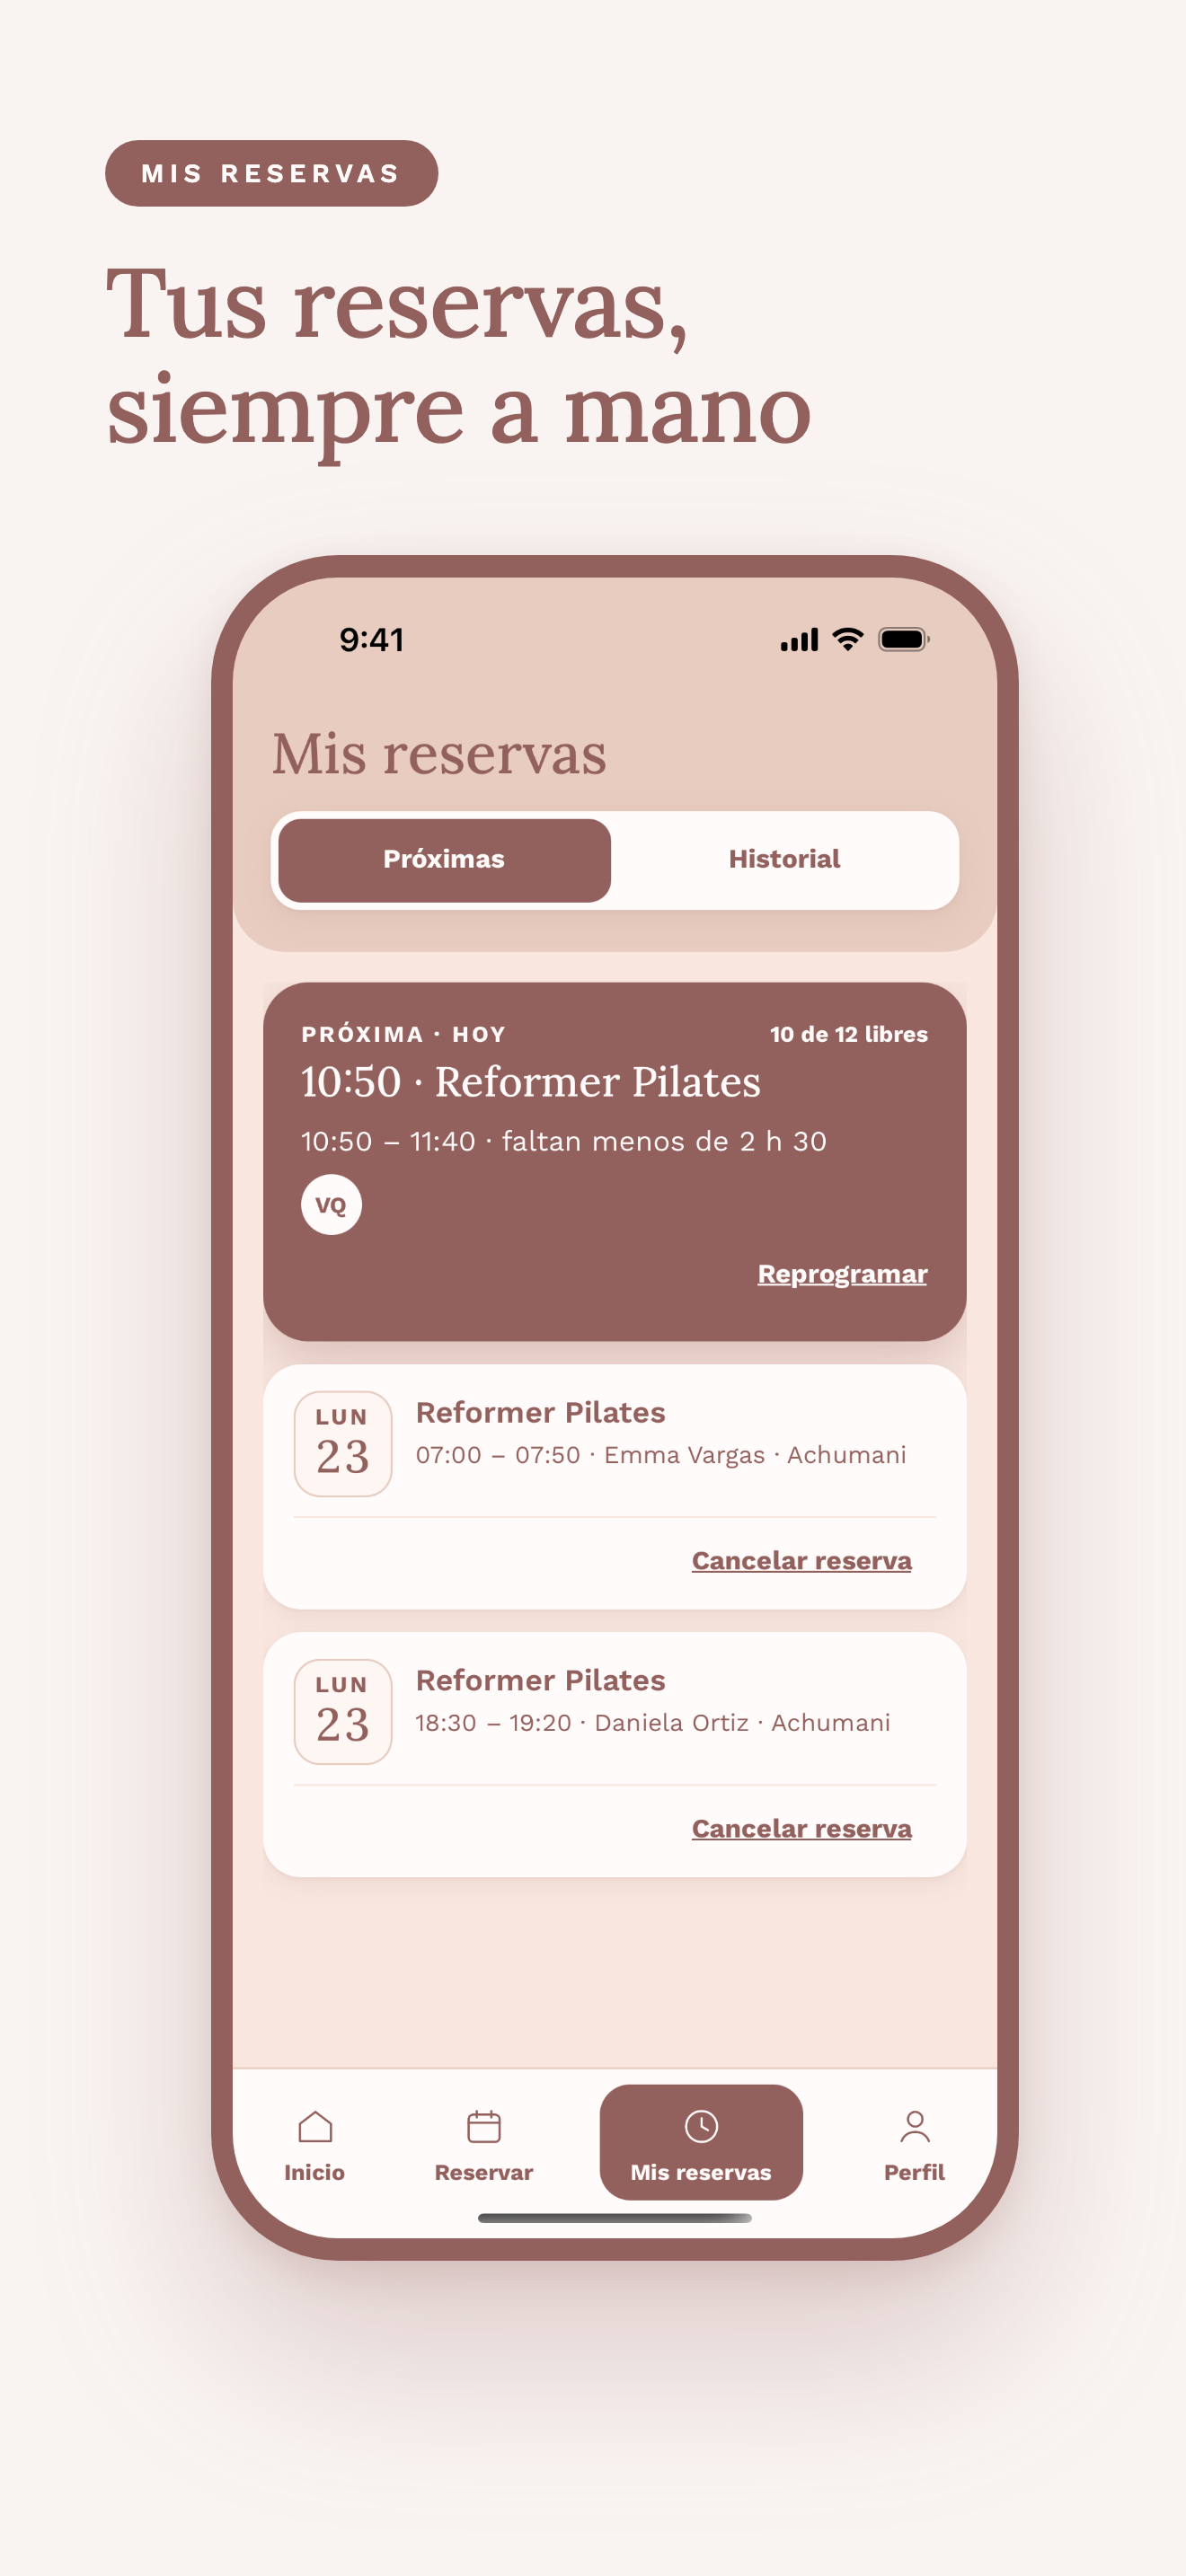 MIS RESERVAS
Tus reservas,
siempre a mano
9:41
Mis reservas
Próximas
Historial
PRÓXIMA · HOY
10 de 12 libres
10:50 · Reformer Pilates
10:50 – 11:40 · faltan menos de 2 h 30
VQ
Reprogramar
LUN
23
Reformer Pilates
07:00 – 07:50 · Emma Vargas · Achumani
Cancelar reserva
LUN
23
Reformer Pilates
18:30 – 19:20 · Daniela Ortiz · Achumani
Cancelar reserva
Inicio
Reservar
Mis reservas
Perfil